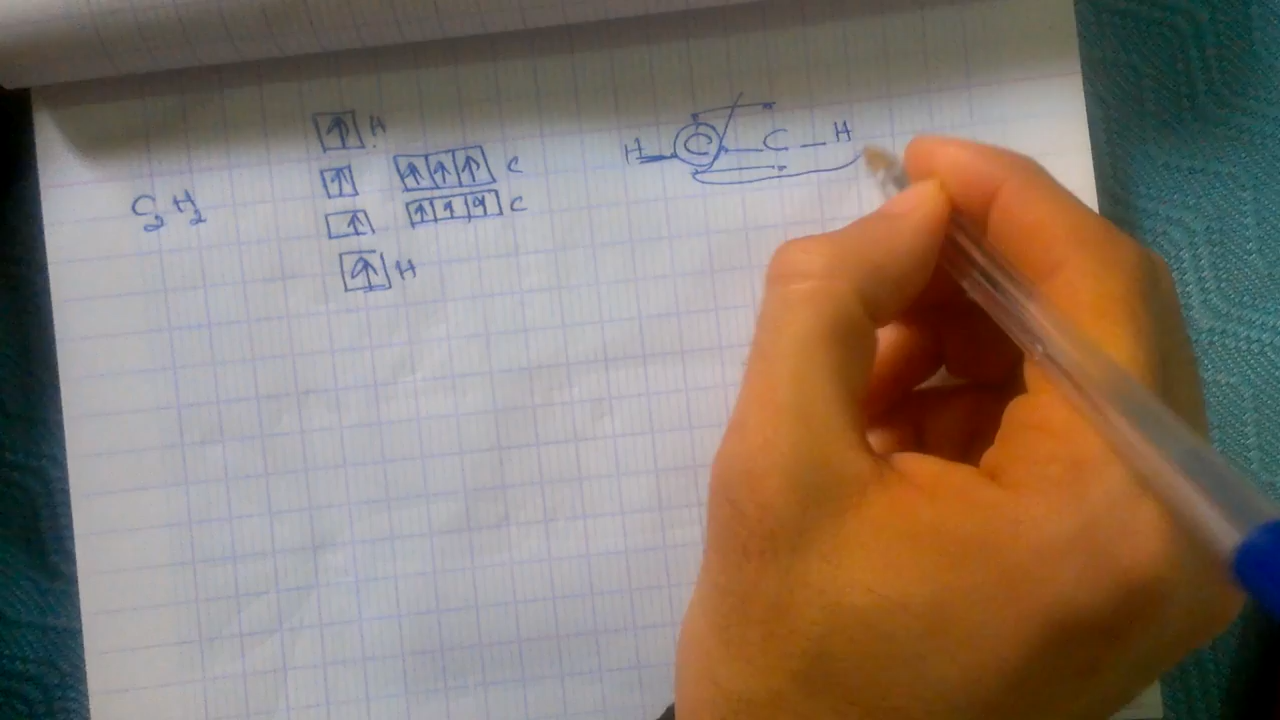 C2H2
↑ H
↑ ↑↑↑ C
↑ ↑↑↑ C
↑ H
H - C - C - H